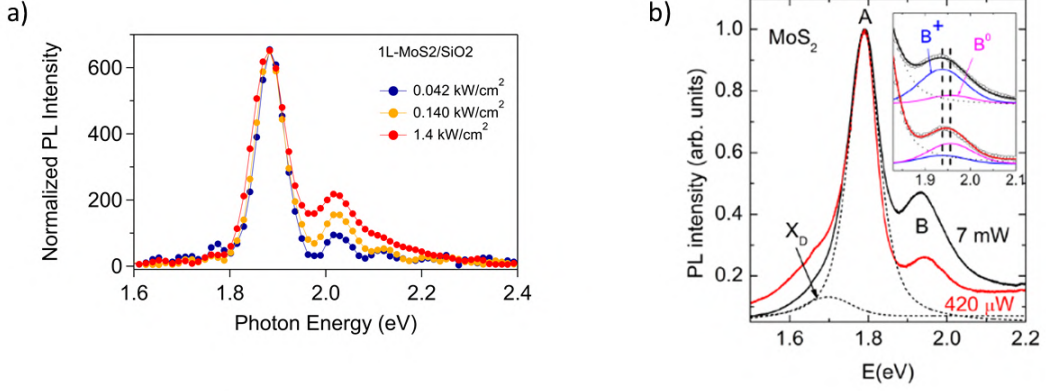 a)
Normalized PL Intensity
600
400
200
0
1L-MoS2/SiO2
0.042 kW/cm²
0.140 kW/cm²
1.4 kW/cm²
1.6
1.8
2.0
2.2
2.4
Photon Energy (eV)
b)
PL intensity (arb. units)
1.0
0.8
0.6
0.4
0.2
MoS₂
A
B⁺
B⁰
1.9
2.0
2.1
X_D
B
7 mW
420 μW
1.6
1.8
2.0
2.2
E(eV)